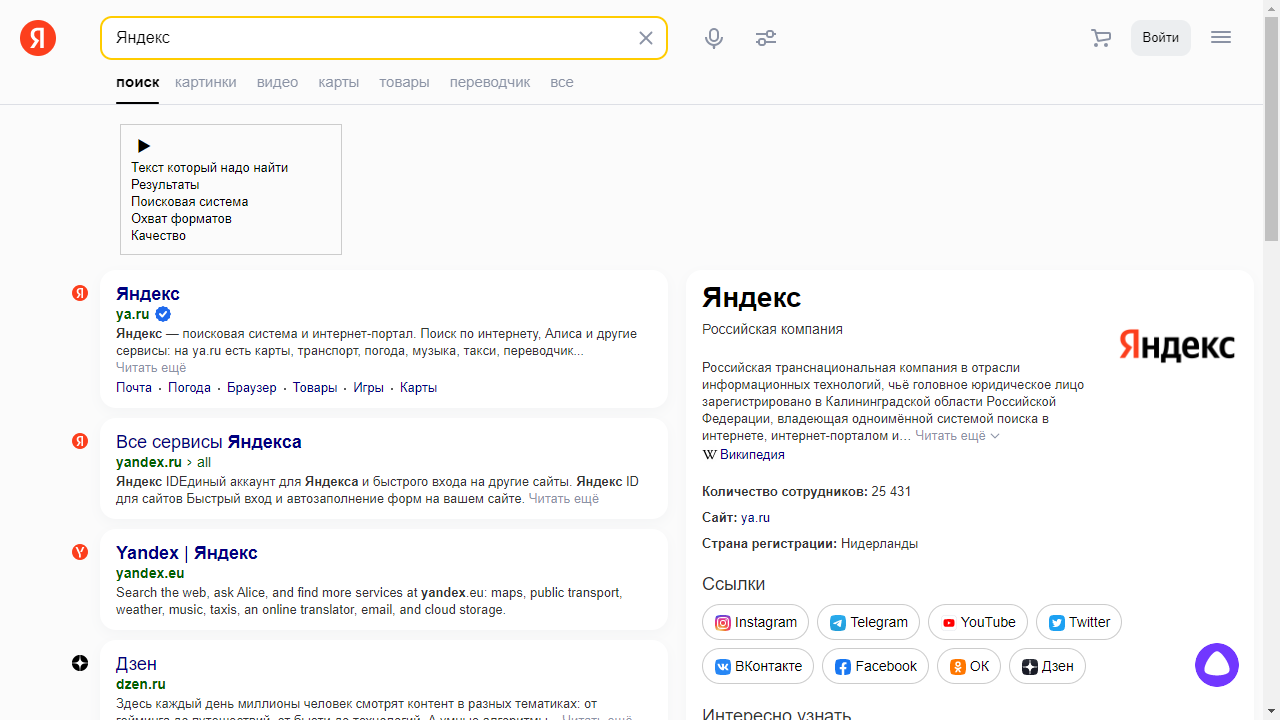 Я
Яндекс
Войти
поиск картинки видео карты товары переводчик все
Текст который надо найти
Результаты
Поисковая система
Охват форматов
Качество
Я
Яндекс
ya.ru
Яндекс — поисковая система и интернет-портал. Поиск по интернету, Алиса и другие
сервисы: на ya.ru есть карты, транспорт, погода, музыка, такси, переводчик...
Читать ещё
Почта · Погода · Браузер · Товары · Игры · Карты
Я
Все сервисы Яндекса
yandex.ru › all
Яндекс IDЕдиный аккаунт для Яндекса и быстрого входа на другие сайты. Яндекс ID
для сайтов Быстрый вход и автозаполнение форм на вашем сайте. Читать ещё
Y
Yandex | Яндекс
yandex.eu
Search the web, ask Alice, and find more services at yandex.eu: maps, public transport,
weather, music, taxis, an online translator, email, and cloud storage.
Дзен
dzen.ru
Здесь каждый день миллионы человек смотрят контент в разных тематиках: от
Яндекс
Российская компания
Яндекс
Российская транснациональная компания в отрасли
информационных технологий, чьё головное юридическое лицо
зарегистрировано в Калининградской области Российской
Федерации, владеющая одноимённой системой поиска в
интернете, интернет-порталом и... Читать ещё
W Википедия
Количество сотрудников: 25 431
Сайт: ya.ru
Страна регистрации: Нидерланды
Ссылки
Instagram Telegram YouTube Twitter
ВКонтакте Facebook ОК Дзен
Интересно узнать